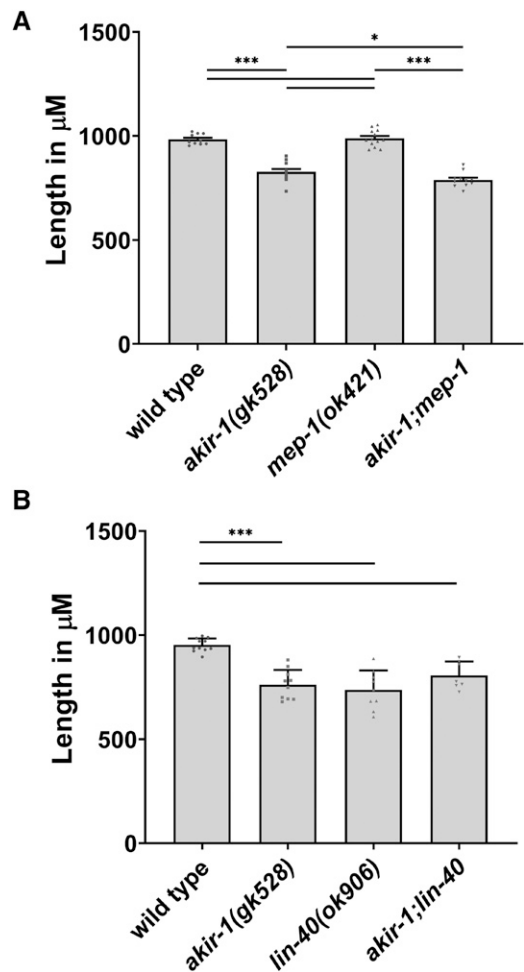 A
Length in µM
1500
1000
500
0
*
*** ***
wild type
akir-1(gk528)
mep-1(ok421)
akir-1;mep-1
B
Length in µM
1500
1000
500
0
***
wild type
akir-1(gk528)
lin-40(ok906)
akir-1;lin-40